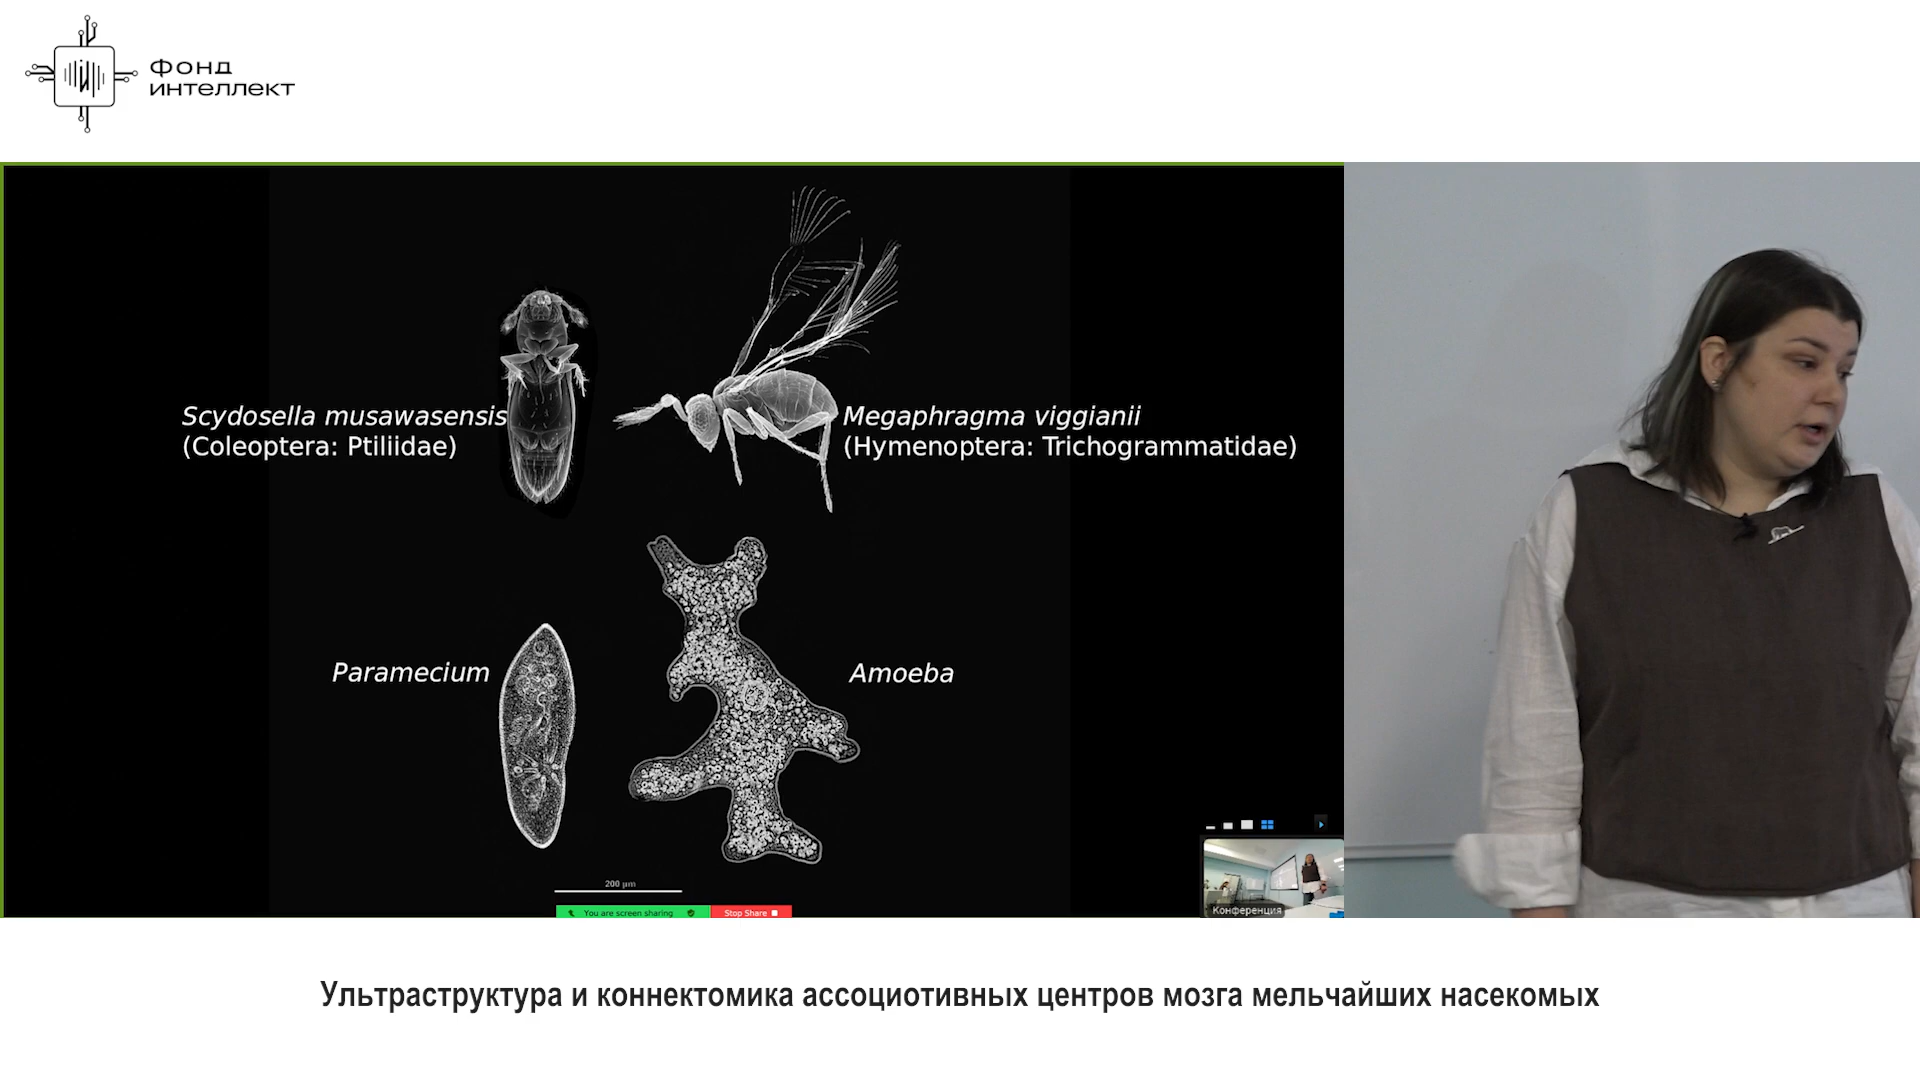 Фонд
интеллект
Scydosella musawasensis
(Coleoptera: Ptiliidae)
Megaphragma viggianii
(Hymenoptera: Trichogrammatidae)
Paramecium
Amoeba
200 µm
You are screen sharing
Stop Share
Конференция
Ультраструктура и коннектомика ассоциотивных центров мозга мельчайших насекомых